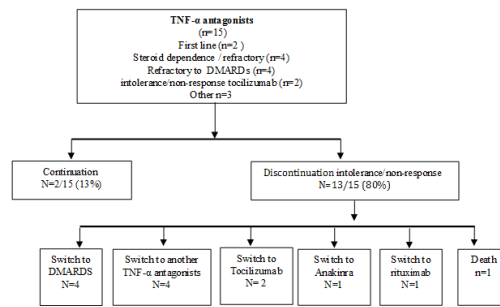 TNF-α antagonists
(n=15)
First line (n=2 )
Steroid dependence / refractory (n=4)
Refractory to DMARDs (n=4)
intolerance/non-response tocilizumab (n=2)
Other n=3
Continuation
N=2/15 (13%)
Discontinuation intolerance/non-response
N=13/15 (80%)
Switch to
DMARDS
N=4
Switch to another
TNF-α antagonists
N=4
Switch to
Tocilizumab
N= 2
Switch to
Anakinra
N=1
Switch to
rituximab
N=1
Death
n=1